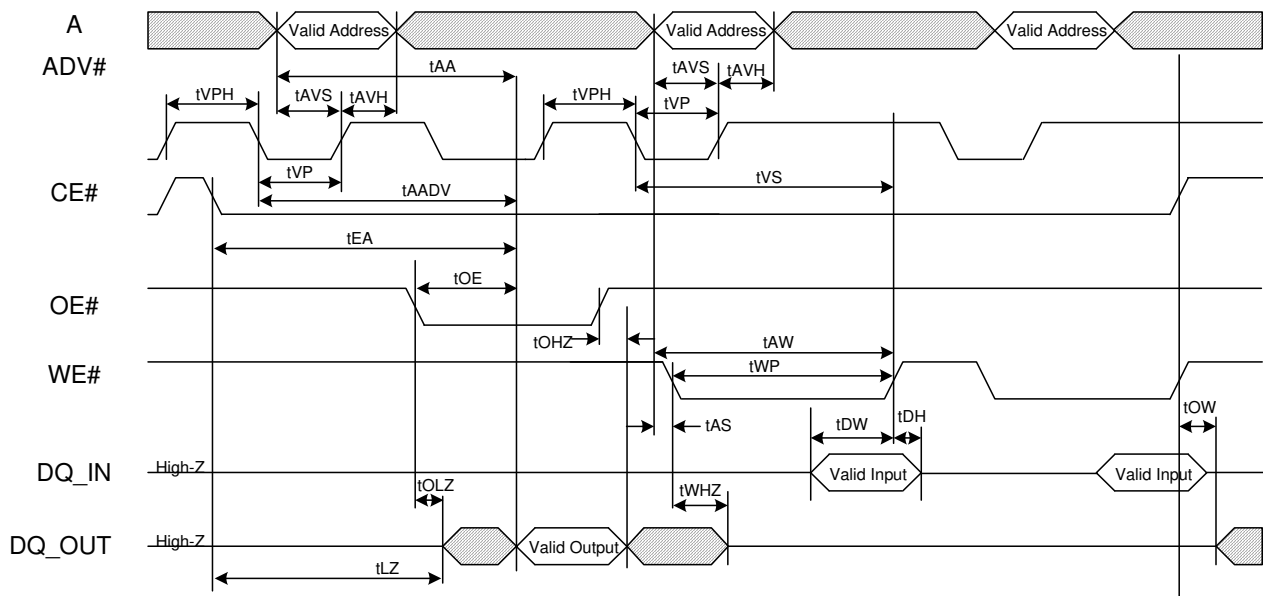 A
Valid Address
Valid Address
Valid Address
ADV#
tAA
tAVS
tAVH
tVPH
tAVS
tAVH
tVPH
tVP
tVP
CE#
tAADV
tVS
tEA
OE#
tOE
tOHZ
tAW
WE#
tWP
tAS
tDW
tDH
tOW
DQ_IN
High-Z
Valid Input
Valid Input
tOLZ
tWHZ
DQ_OUT
High-Z
Valid Output
tLZ